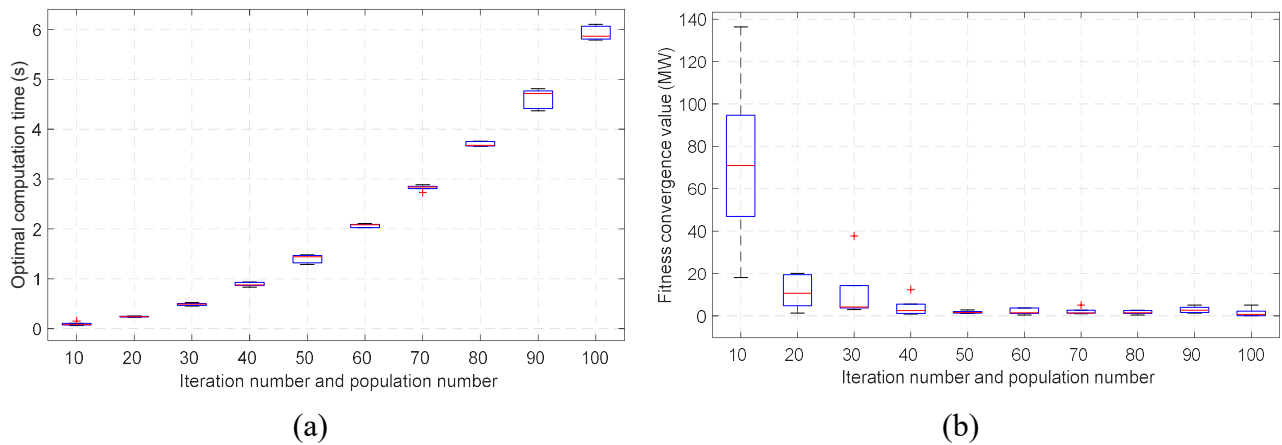 Optimal computation time (s)
6
5
4
3
2
1
0
10 20 30 40 50 60 70 80 90 100
Iteration number and population number
(a)
Fitness convergence value (MW)
140
120
100
80
60
40
20
0
10 20 30 40 50 60 70 80 90 100
Iteration number and population number
(b)